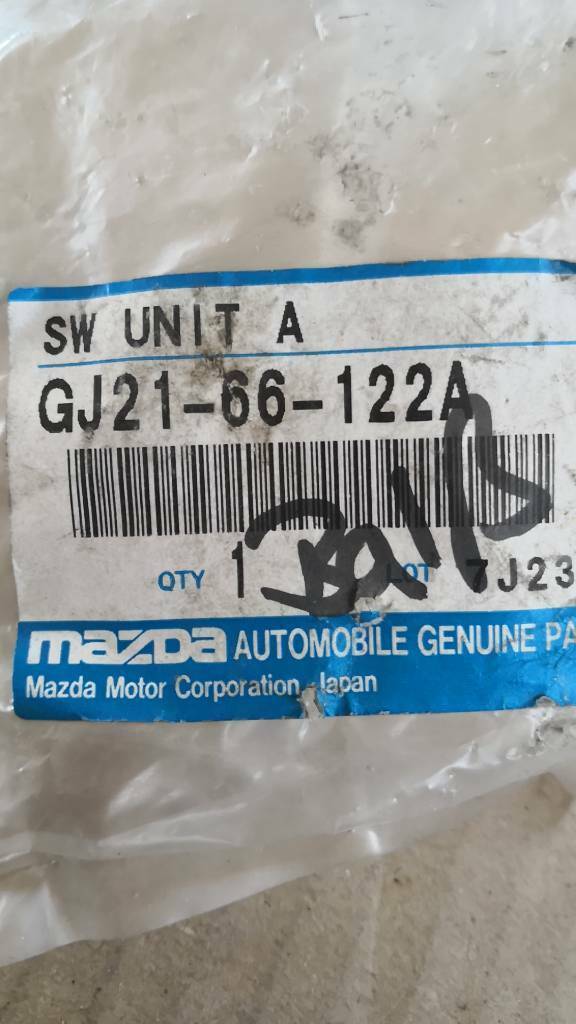 SW UNIT A
GJ21-66-122A
QTY 1 LOT 7J23
mazda AUTOMOBILE GENUINE PA
Mazda Motor Corporation, Japan